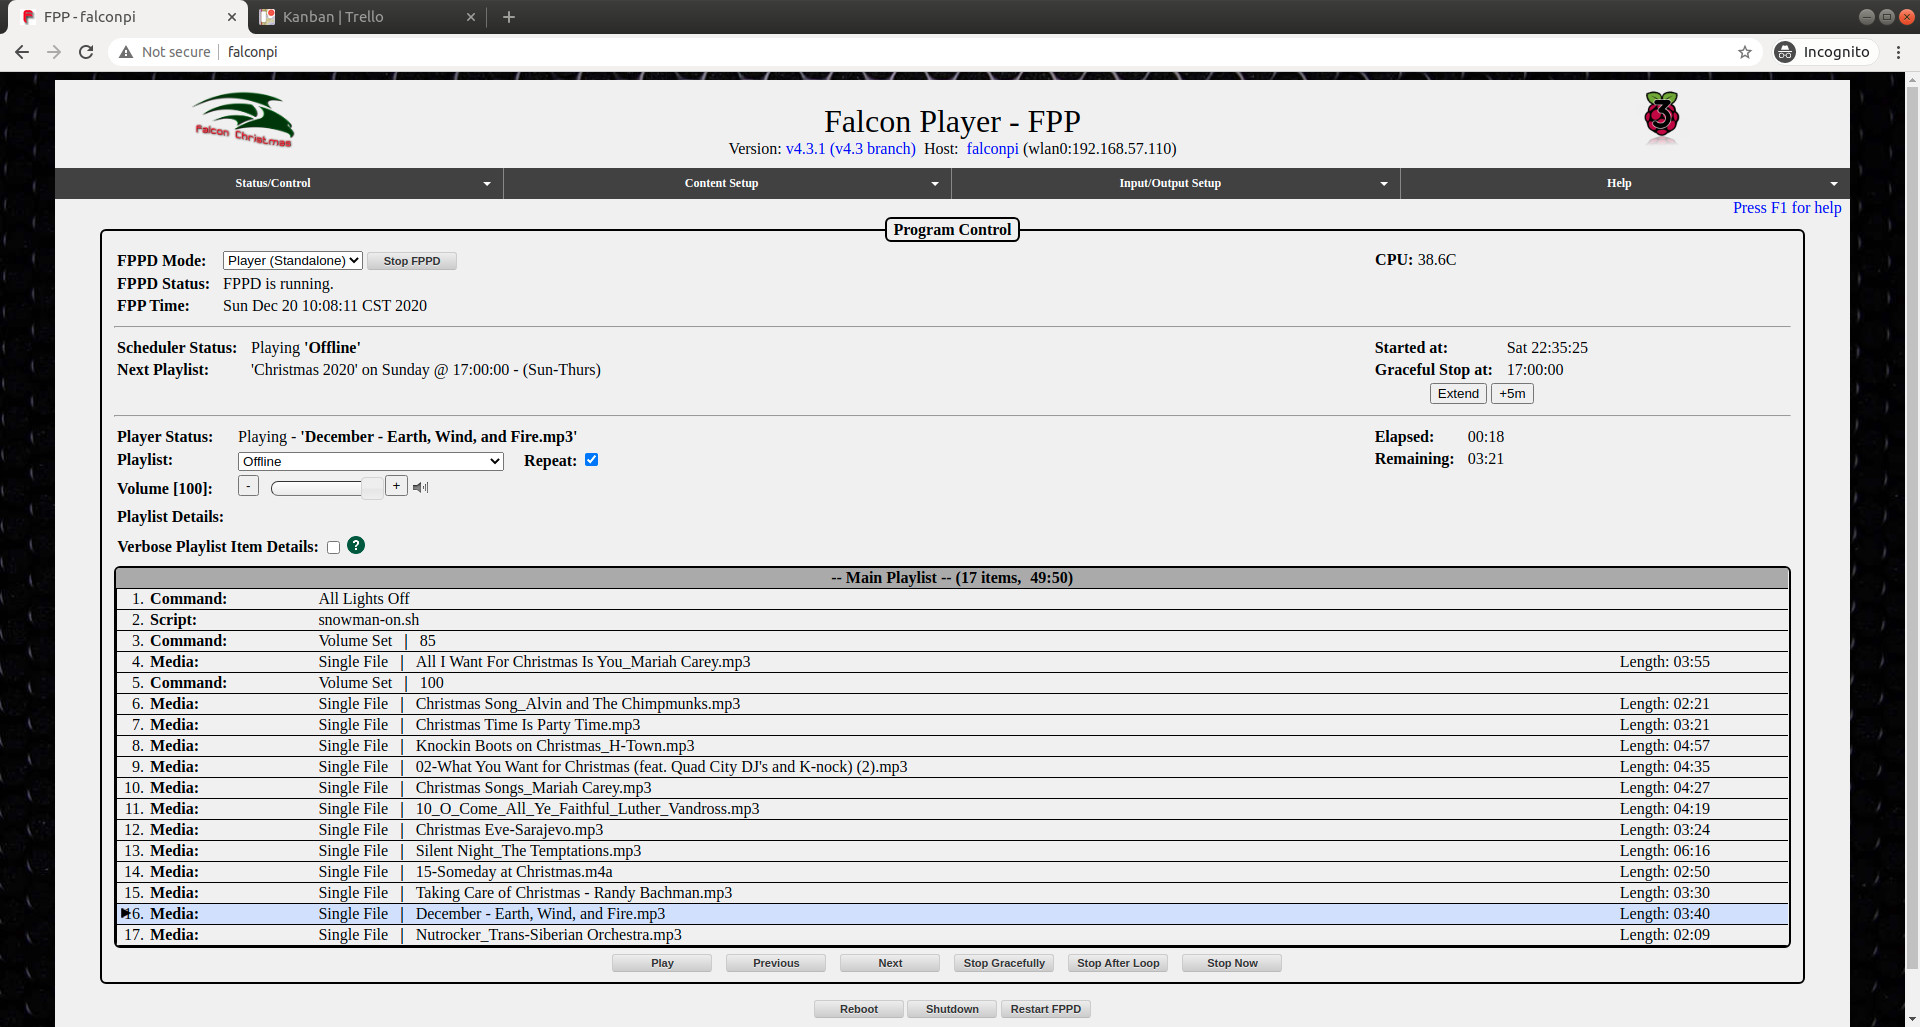 FPP - falconpi
Kanban | Trello
Not secure
falconpi
Incognito
Falcon Christmas
Falcon Player - FPP
3
Version: v4.3.1 (v4.3 branch) Host: falconpi (wlan0:192.168.57.110)
Status/Control
Content Setup
Input/Output Setup
Help
Press F1 for help
Program Control
FPPD Mode: Player (Standalone) Stop FPPD
CPU: 38.6C
FPPD Status: FPPD is running.
FPP Time: Sun Dec 20 10:08:11 CST 2020
Scheduler Status: Playing 'Offline'
Started at: Sat 22:35:25
Next Playlist: 'Christmas 2020' on Sunday @ 17:00:00 - (Sun-Thurs)
Graceful Stop at: 17:00:00
Extend +5m
Player Status: Playing - 'December - Earth, Wind, and Fire.mp3'
Elapsed: 00:18
Playlist: Offline Repeat:
Remaining: 03:21
Volume [100]: - +
Playlist Details:
Verbose Playlist Item Details: ?
-- Main Playlist -- (17 items, 49:50)
1. Command: All Lights Off
2. Script: snowman-on.sh
3. Command: Volume Set | 85
4. Media: Single File | All I Want For Christmas Is You_Mariah Carey.mp3 Length: 03:55
5. Command: Volume Set | 100
6. Media: Single File | Christmas Song_Alvin and The Chimpmunks.mp3 Length: 02:21
7. Media: Single File | Christmas Time Is Party Time.mp3 Length: 03:21
8. Media: Single File | Knockin Boots on Christmas_H-Town.mp3 Length: 04:57
9. Media: Single File | 02-What You Want for Christmas (feat. Quad City DJ's and K-nock) (2).mp3 Length: 04:35
10. Media: Single File | Christmas Songs_Mariah Carey.mp3 Length: 04:27
11. Media: Single File | 10_O_Come_All_Ye_Faithful_Luther_Vandross.mp3 Length: 04:19
12. Media: Single File | Christmas Eve-Sarajevo.mp3 Length: 03:24
13. Media: Single File | Silent Night_The Temptations.mp3 Length: 06:16
14. Media: Single File | 15-Someday at Christmas.m4a Length: 02:50
15. Media: Single File | Taking Care of Christmas - Randy Bachman.mp3 Length: 03:30
16. Media: Single File | December - Earth, Wind, and Fire.mp3 Length: 03:40
17. Media: Single File | Nutrocker_Trans-Siberian Orchestra.mp3 Length: 02:09
Play Previous Next Stop Gracefully Stop After Loop Stop Now
Reboot Shutdown Restart FPPD